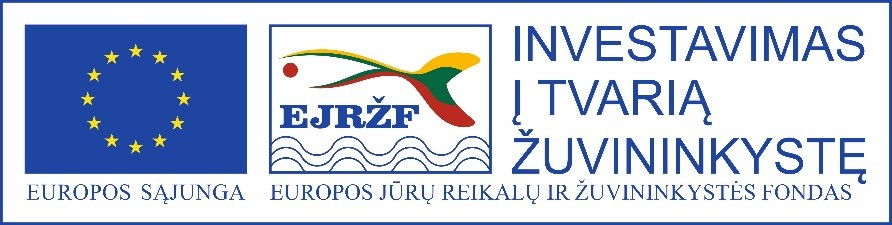 EJRŽF
EUROPOS SĄJUNGA
EUROPOS JŪRŲ REIKALŲ IR ŽUVININKYSTĖS FONDAS
INVESTAVIMAS
Į TVARIĄ
ŽUVININKYSTĘ